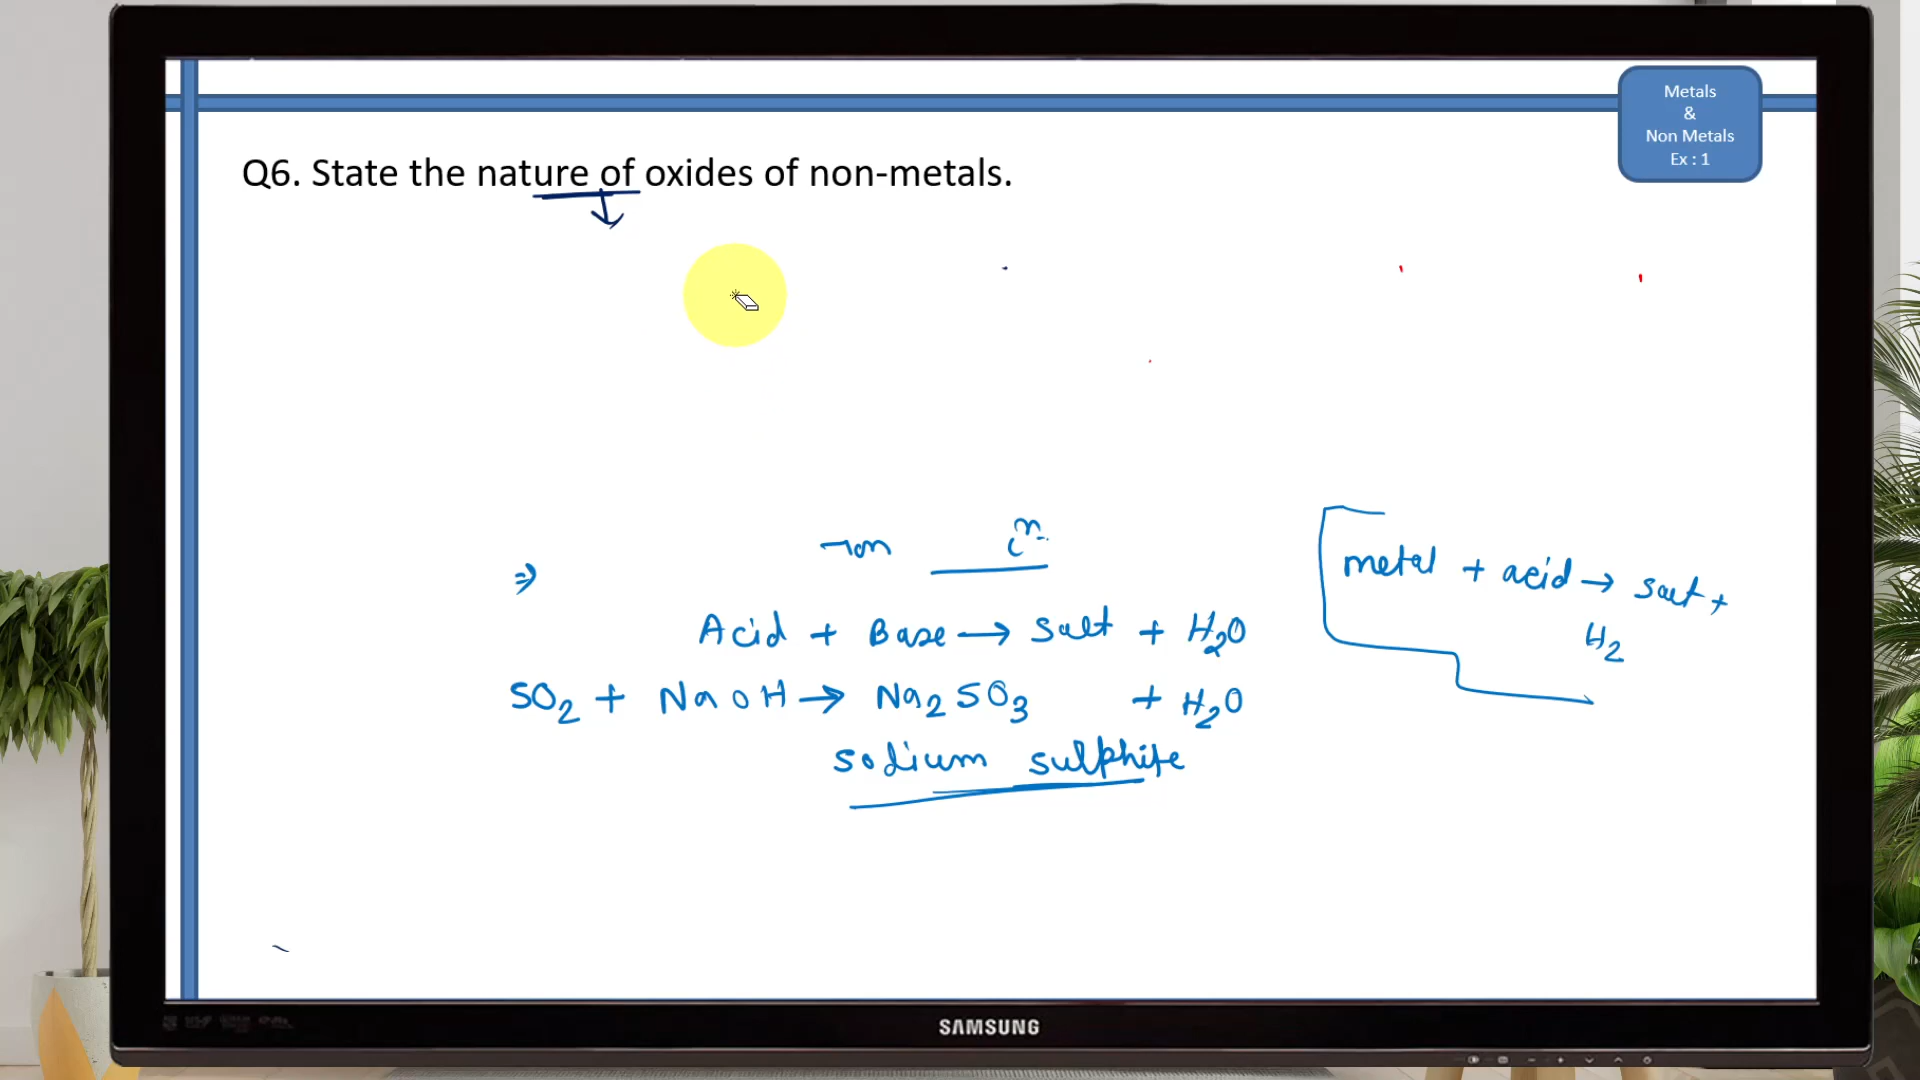 Metals
&
Non Metals
Ex : 1
Q6. State the nature of oxides of non-metals.
metal + acid → salt +
H2
Acid + Base → Salt + H2O
SO2 + NaOH → Na2SO3 + H2O
sodium sulphite
SAMSUNG